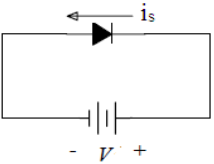 is
- V +